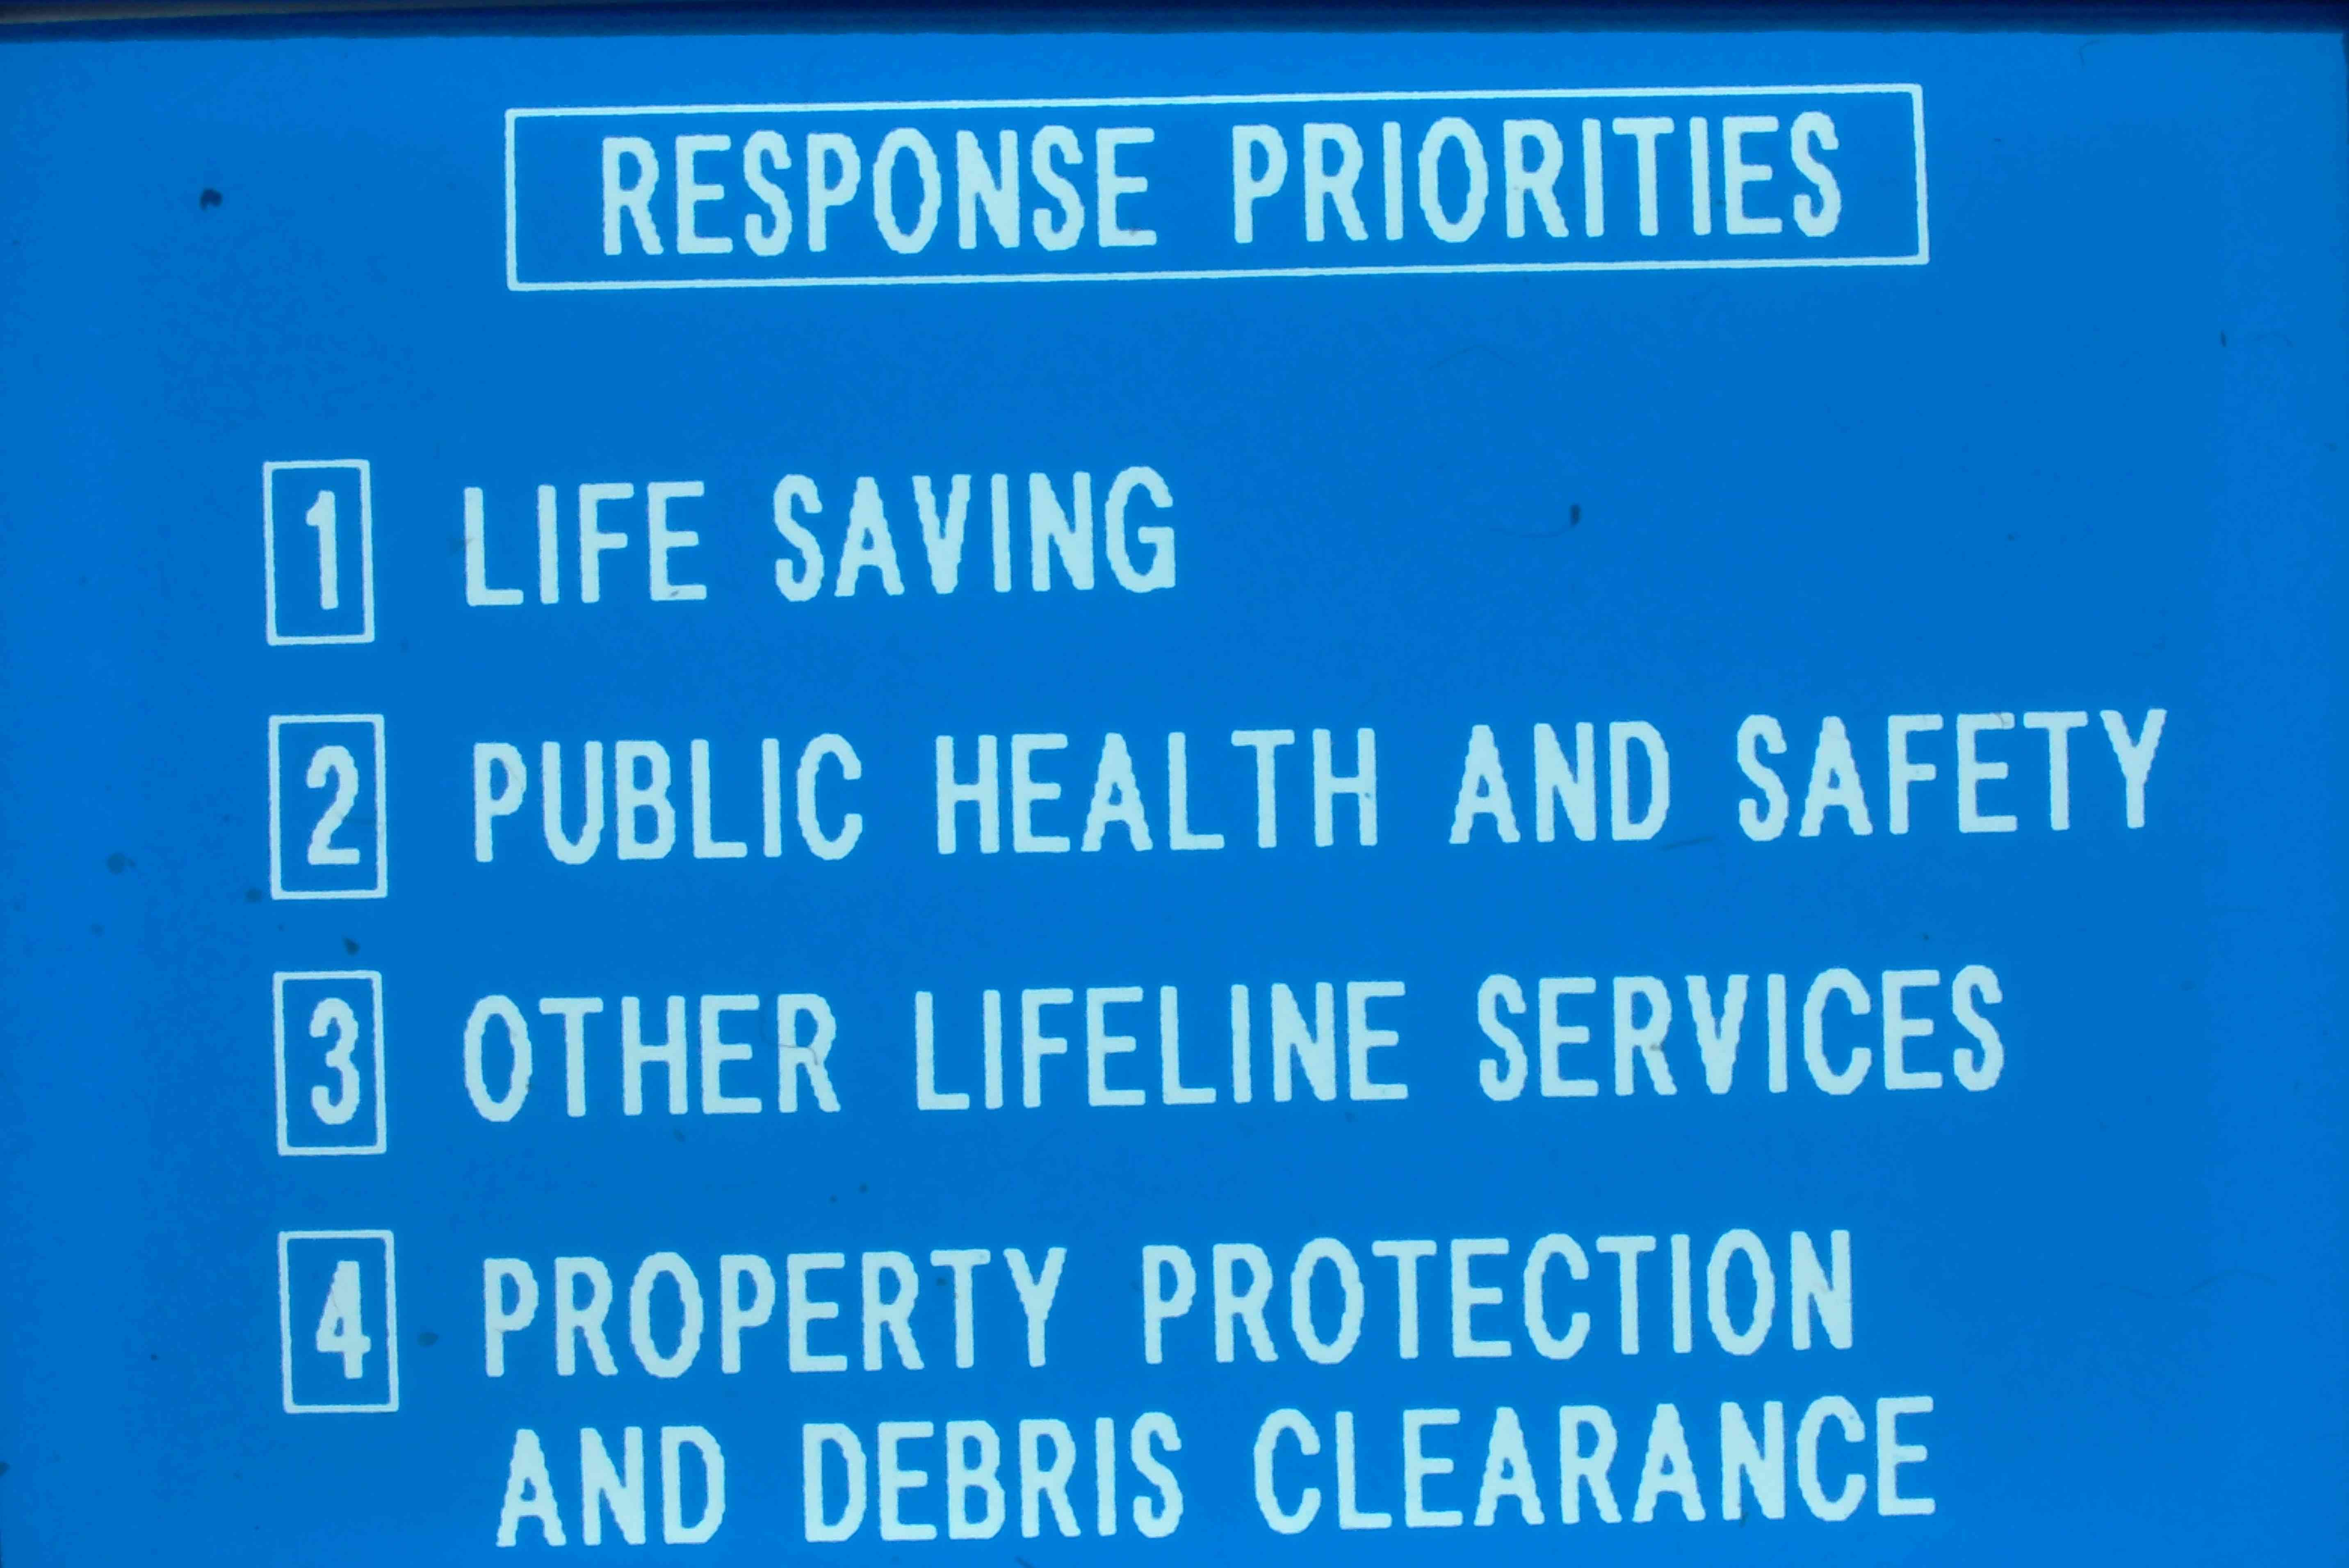 RESPONSE PRIORITIES
1 LIFE SAVING
2 PUBLIC HEALTH AND SAFETY
3 OTHER LIFELINE SERVICES
4 PROPERTY PROTECTION
AND DEBRIS CLEARANCE